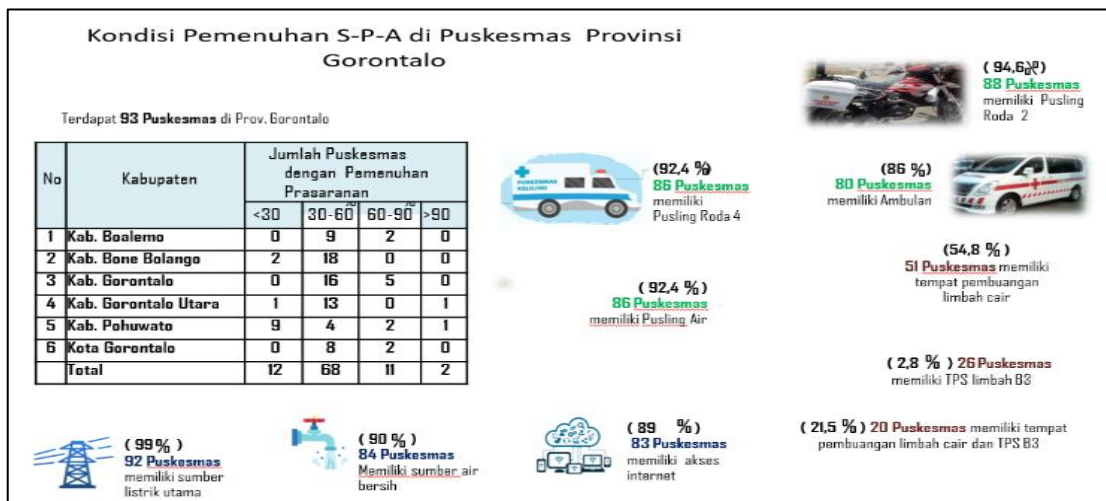 Kondisi Pemenuhan S-P-A di Puskesmas Provinsi
Gorontalo
Terdapat 93 Puskesmas di Prov. Gorontalo
No
Kabupaten
Jumlah Puskesmas
dengan Pemenuhan
Prasaranan
<30 30-60% 60-90% >90
1 Kab. Boalemo 0 9 2 0
2 Kab. Bone Bolango 2 18 0 0
3 Kab. Gorontalo 0 16 5 0
4 Kab. Gorontalo Utara 1 13 0 1
5 Kab. Pohuwato 9 4 2 1
6 Kota Gorontalo 0 8 2 0
Total 12 68 11 2
( 94,6 %)
88 Puskesmas
memiliki Pusling
Roda 2
PUSKESMAS
KELILING
(92,4 %)
86 Puskesmas
memiliki
Pusling Roda 4
(86 %)
80 Puskesmas
memiliki Ambulan
( 92,4 %)
86 Puskesmas
memiliki Pusling Air
(54,8 %)
51 Puskesmas memiliki
tempat pembuangan
limbah cair
( 2,8 % ) 26 Puskesmas
memiliki TPS limbah B3
( 21,5 % ) 20 Puskesmas memiliki tempat
pembuangan limbah cair dan TPS B3
( 99% )
92 Puskesmas
memiliki sumber
listrik utama
( 90 % )
84 Puskesmas
Memiliki sumber air
bersih
( 89 %)
83 Puskesmas
memiliki akses
internet